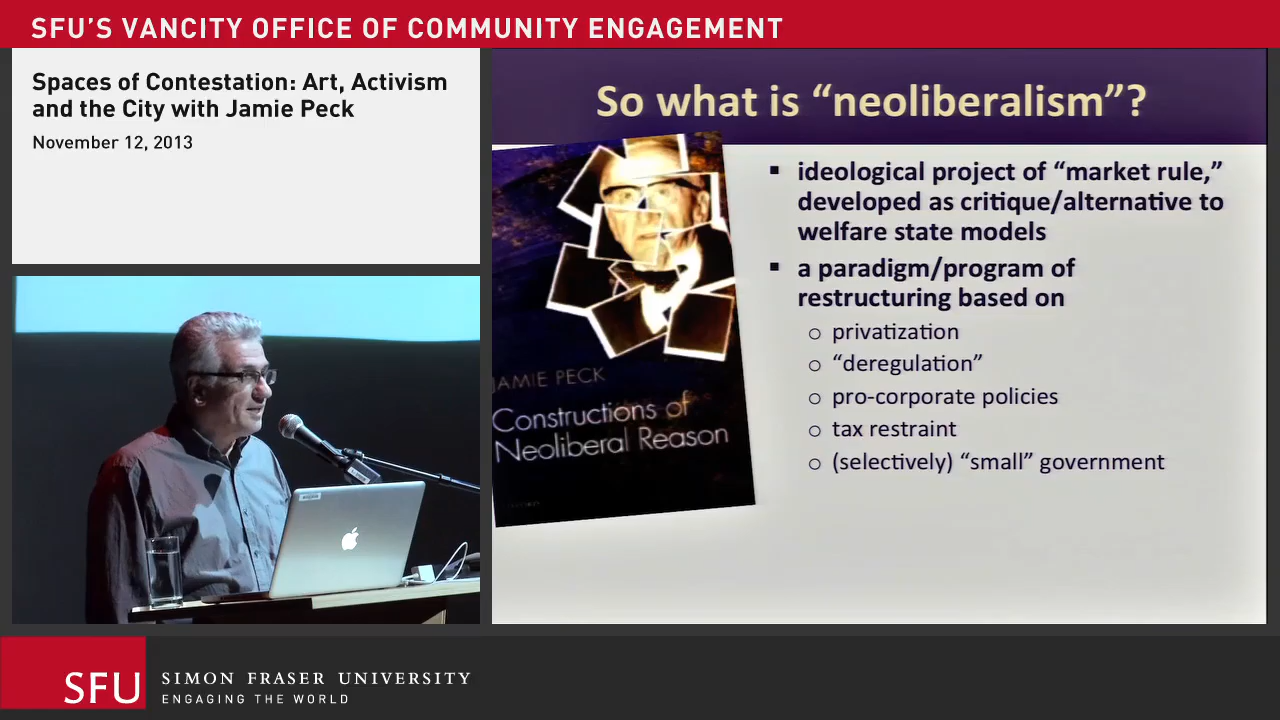 SFU'S VANCITY OFFICE OF COMMUNITY ENGAGEMENT
Spaces of Contestation: Art, Activism
and the City with Jamie Peck
November 12, 2013
So what is “neoliberalism”?
▪ ideological project of “market rule,”
developed as critique/alternative to
welfare state models
▪ a paradigm/program of
restructuring based on
○ privatization
○ “deregulation”
○ pro-corporate policies
○ tax restraint
○ (selectively) “small” government
JAMIE PECK
Constructions of
Neoliberal Reason
SFU
SIMON FRASER UNIVERSITY
ENGAGING THE WORLD